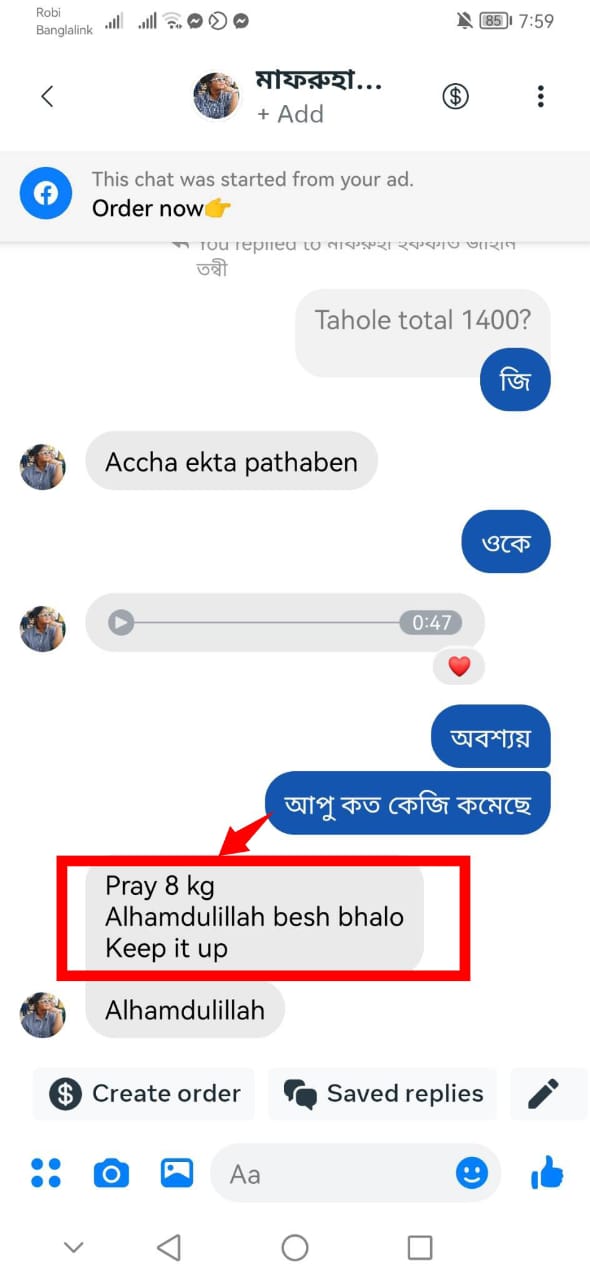 Robi
Banglalink
85
7:59
মাফরুহা...
+ Add
This chat was started from your ad.
Order now👉
You replied to মাফরুহা হককাত জাহান
তন্বী
Tahole total 1400?
জি
Accha ekta pathaben
ওকে
0:47
অবশ্যয়
আপু কত কেজি কমেছে
Pray 8 kg
Alhamdulillah besh bhalo
Keep it up
Alhamdulillah
Create order
Saved replies
Aa